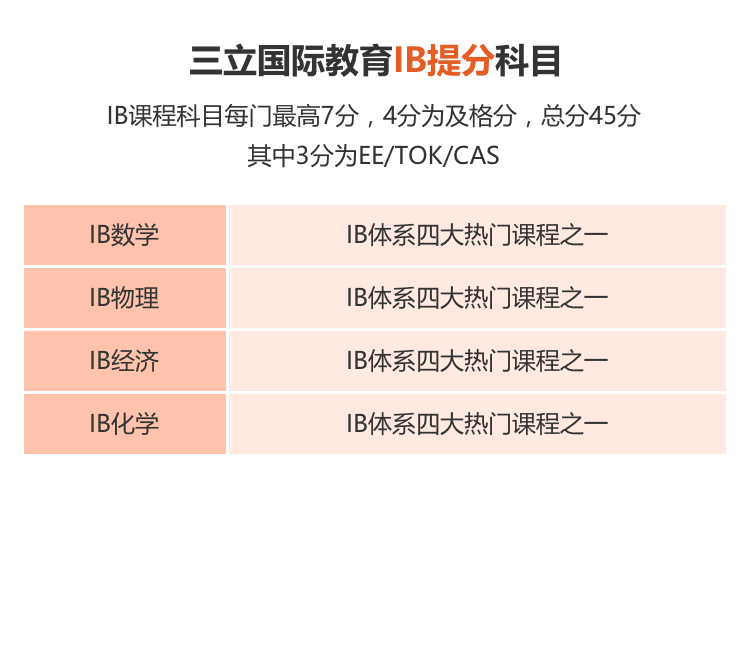 三立国际教育IB提分科目
IB课程科目每门最高7分，4分为及格分，总分45分
其中3分为EE/TOK/CAS
IB数学 IB体系四大热门课程之一
IB物理 IB体系四大热门课程之一
IB经济 IB体系四大热门课程之一
IB化学 IB体系四大热门课程之一